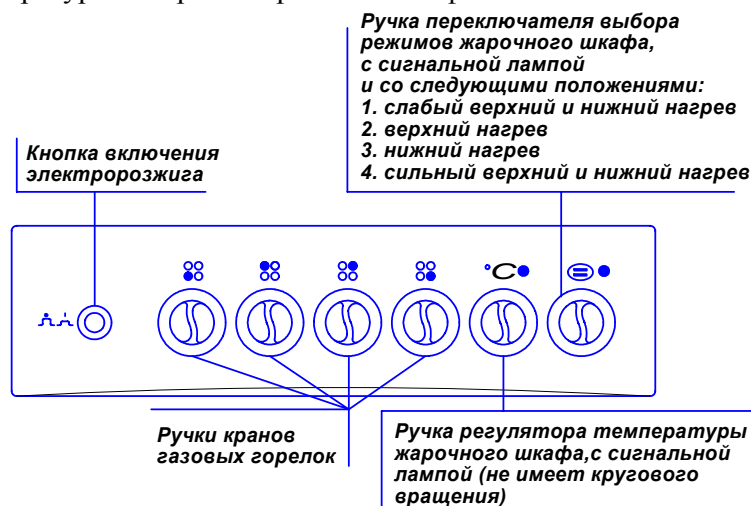 Ручка переключателя выбора
режимов жарочного шкафа,
с сигнальной лампой
и со следующими положениями:
1. слабый верхний и нижний нагрев
2. верхний нагрев
3. нижний нагрев
4. сильный верхний и нижний нагрев
Кнопка включения
электророзжига
°C
Ручки кранов
газовых горелок
Ручка регулятора температуры
жарочного шкафа,с сигнальной
лампой (не имеет кругового
вращения)